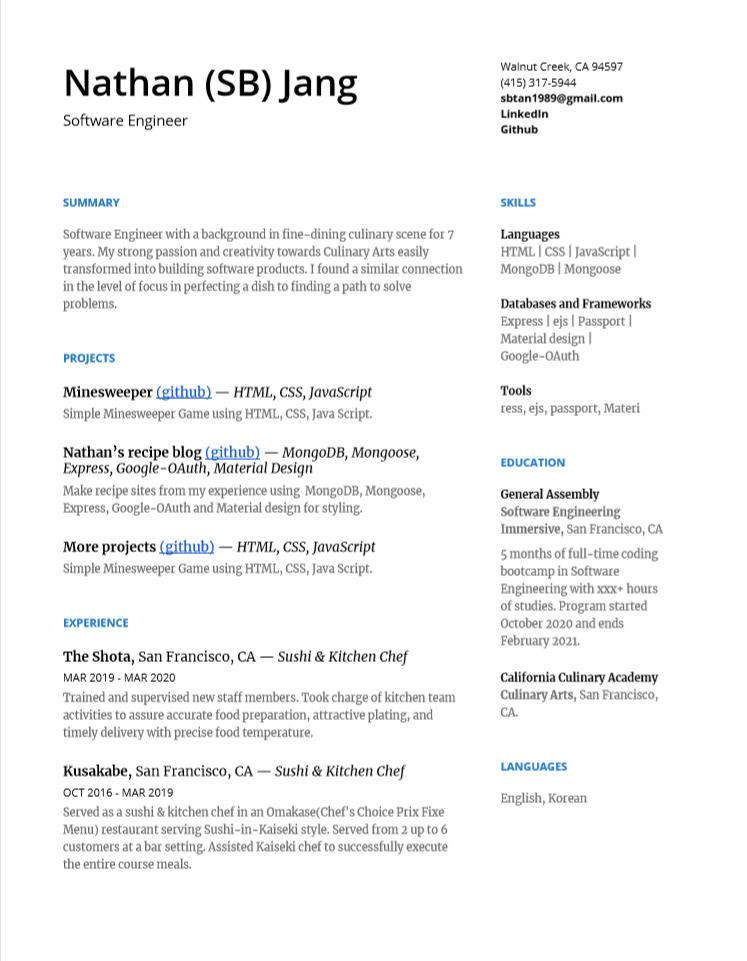 Nathan (SB) Jang
Software Engineer
Walnut Creek, CA 94597
(415) 317-5944
sbtan1989@gmail.com
LinkedIn
Github
SUMMARY
Software Engineer with a background in fine-dining culinary scene for 7
years. My strong passion and creativity towards Culinary Arts easily
transformed into building software products. I found a similar connection
in the level of focus in perfecting a dish to finding a path to solve
problems.
PROJECTS
Minesweeper (github) — HTML, CSS, JavaScript
Simple Minesweeper Game using HTML, CSS, Java Script.
Nathan’s recipe blog (github) — MongoDB, Mongoose,
Express, Google-OAuth, Material Design
Make recipe sites from my experience using  MongoDB, Mongoose,
Express, Google-OAuth and Material design for styling.
More projects (github) — HTML, CSS, JavaScript
Simple Minesweeper Game using HTML, CSS, Java Script.
EXPERIENCE
The Shota, San Francisco, CA — Sushi & Kitchen Chef
MAR 2019 - MAR 2020
Trained and supervised new staff members. Took charge of kitchen team
activities to assure accurate food preparation, attractive plating, and
timely delivery with precise food temperature.
Kusakabe, San Francisco, CA — Sushi & Kitchen Chef
OCT 2016 - MAR 2019
Served as a sushi & kitchen chef in an Omakase(Chef's Choice Prix Fixe
Menu) restaurant serving Sushi-in-Kaiseki style. Served from 2 up to 6
customers at a bar setting. Assisted Kaiseki chef to successfully execute
the entire course meals.
SKILLS
Languages
HTML | CSS | JavaScript |
MongoDB | Mongoose
Databases and Frameworks
Express | ejs | Passport |
Material design |
Google-OAuth
Tools
ress, ejs, passport, Materi
EDUCATION
General Assembly
Software Engineering
Immersive, San Francisco, CA
5 months of full-time coding
bootcamp in Software
Engineering with xxx+ hours
of studies. Program started
October 2020 and ends
February 2021.
California Culinary Academy
Culinary Arts, San Francisco,
CA.
LANGUAGES
English, Korean